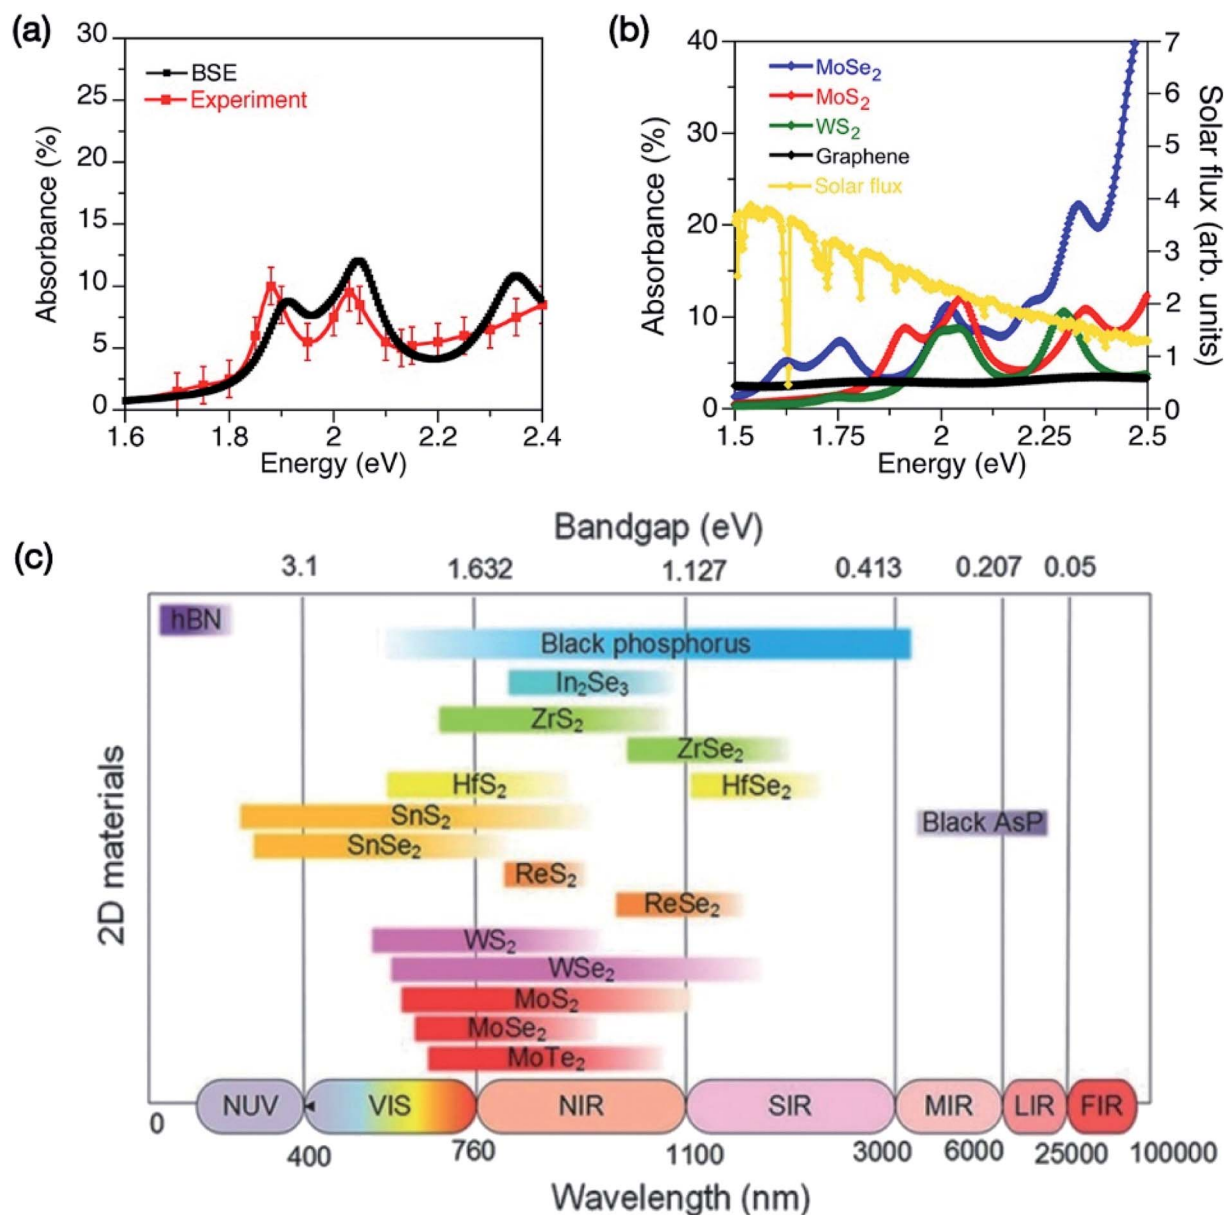 (a)
30
25
20
15
10
5
0
Absorbance (%)
BSE
Experiment
1.6 1.8 2 2.2 2.4
Energy (eV)
(b)
40
30
20
10
0
Absorbance (%)
MoSe₂
MoS₂
WS₂
Graphene
Solar flux
7
6
5
4
3
2
1
0
Solar flux (arb. units)
1.5 1.75 2 2.25 2.5
Energy (eV)
(c)
Bandgap (eV)
3.1 1.632 1.127 0.413 0.207 0.05
2D materials
hBN
Black phosphorus
In₂Se₃
ZrS₂
ZrSe₂
HfS₂ HfSe₂
SnS₂ Black AsP
SnSe₂
ReS₂
ReSe₂
WS₂
WSe₂
MoS₂
MoSe₂
MoTe₂
NUV VIS NIR SIR MIR LIR FIR
0 400 760 1100 3000 6000 25000 100000
Wavelength (nm)